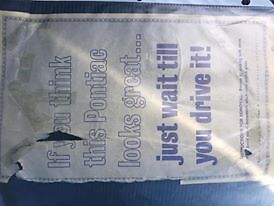 If you think
this Pontiac
looks great...
just wait till
you drive it!